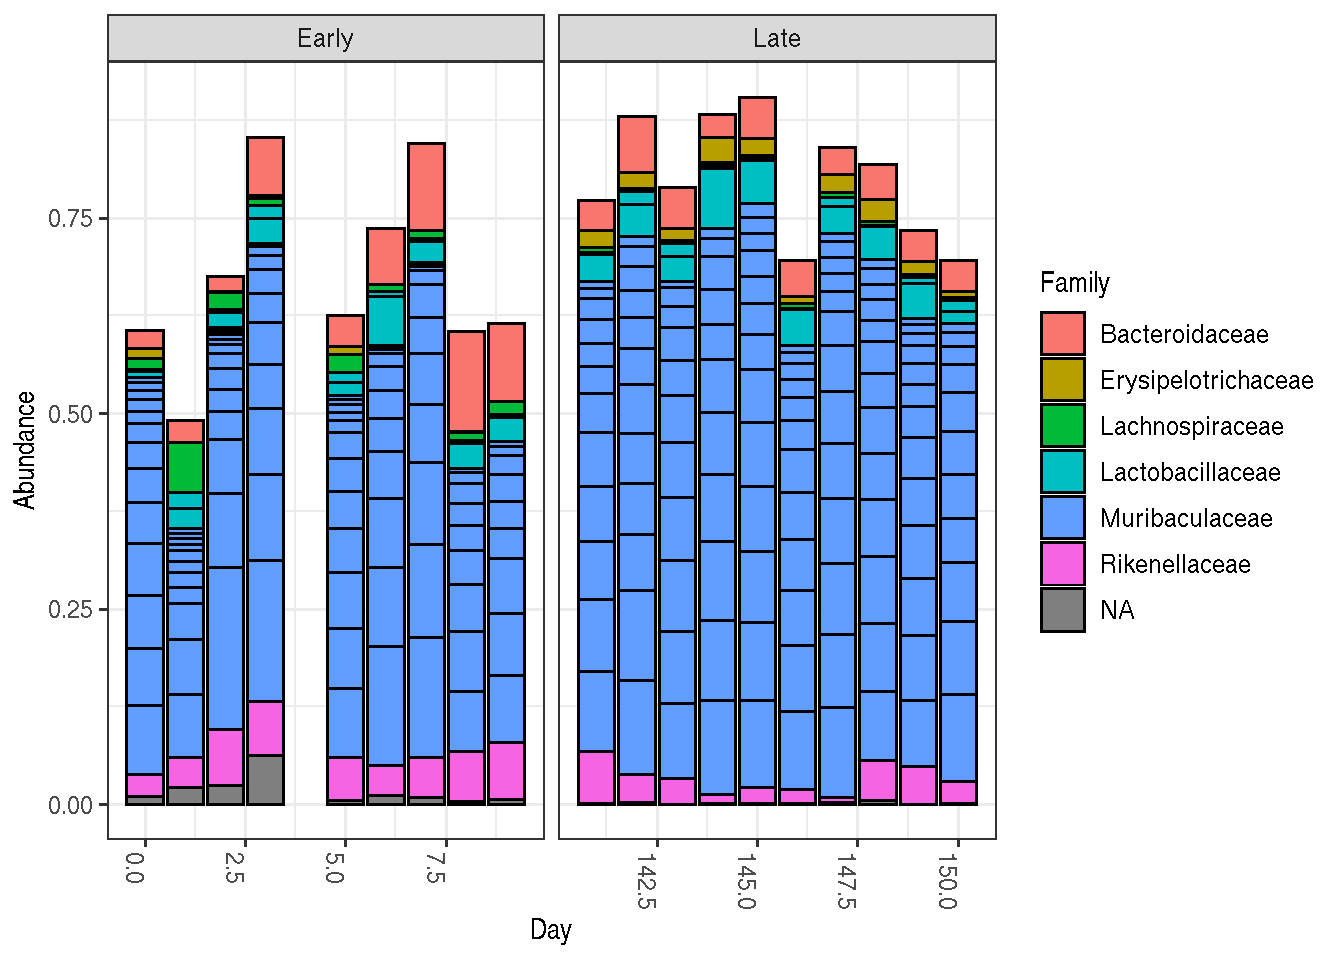 Early
Late
Abundance
0.75
0.50
0.25
0.00
0.0
2.5
5.0
7.5
142.5
145.0
147.5
150.0
Day
Family
Bacteroidaceae
Erysipelotrichaceae
Lachnospiraceae
Lactobacillaceae
Muribaculaceae
Rikenellaceae
NA